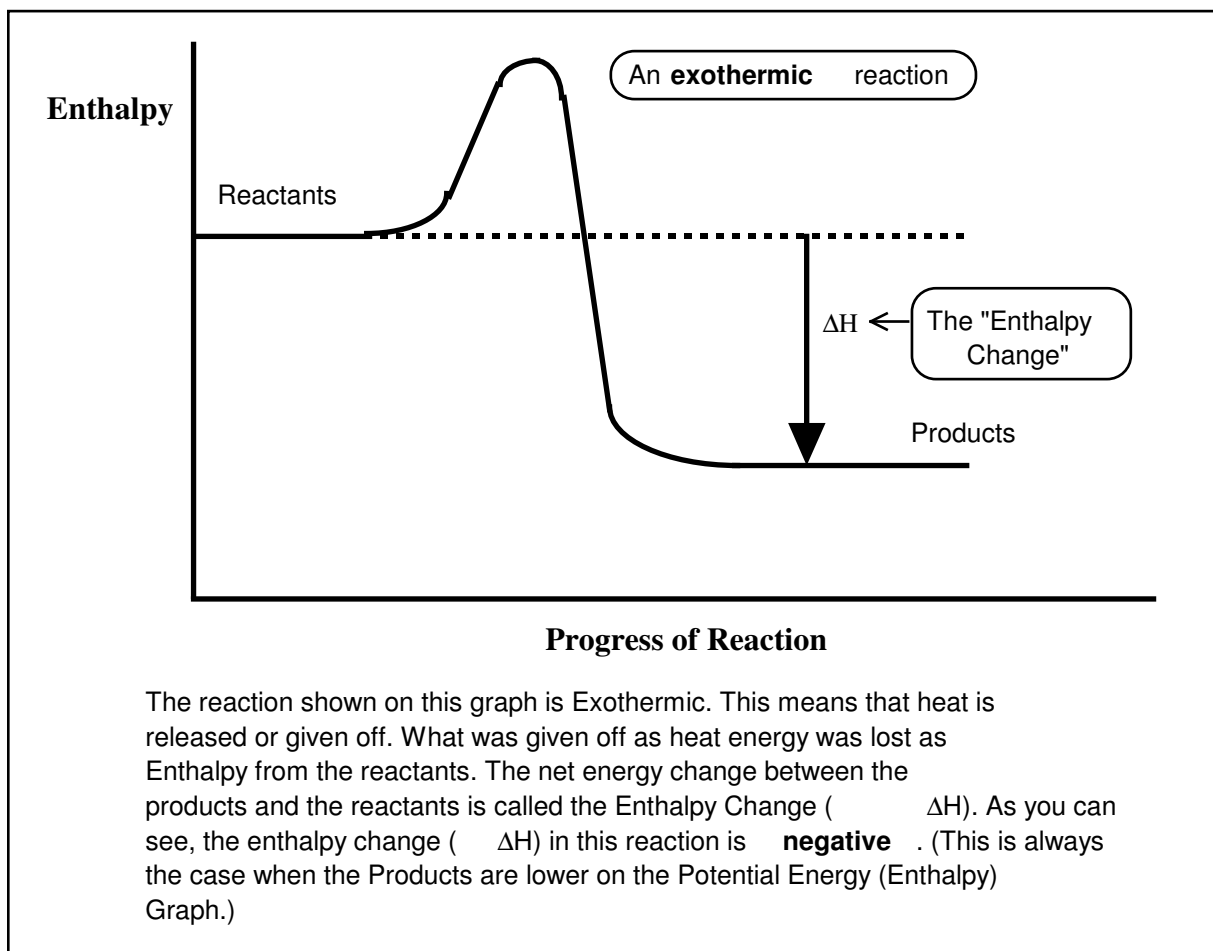 An exothermic reaction
Enthalpy
Reactants
ΔH
The "Enthalpy
Change"
Products
Progress of Reaction
The reaction shown on this graph is Exothermic. This means that heat is
released or given off. What was given off as heat energy was lost as
Enthalpy from the reactants. The net energy change between the
products and the reactants is called the Enthalpy Change ( ΔH). As you can
see, the enthalpy change ( ΔH) in this reaction is negative . (This is always
the case when the Products are lower on the Potential Energy (Enthalpy)
Graph.)